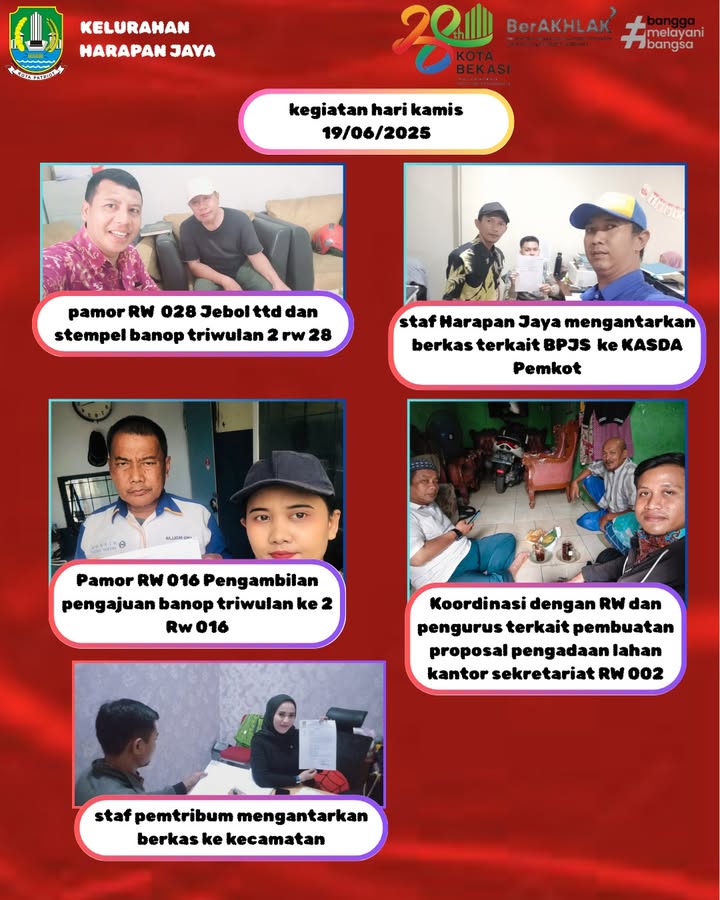 KELURAHAN
HARAPAN JAYA
KOTA PATRIOT
28th
KOTA
BEKASI
BerAKHLAK
#bangga
melayani
bangsa
kegiatan hari kamis
19/06/2025
pamor RW 028 Jebol ttd dan
stempel banop triwulan 2 rw 28
staf Harapan Jaya mengantarkan
berkas terkait BPJS ke KASDA
Pemkot
Pamor RW 016 Pengambilan
pengajuan banop triwulan ke 2
Rw 016
Koordinasi dengan RW dan
pengurus terkait pembuatan
proposal pengadaan lahan
kantor sekretariat RW 002
staf pemtribum mengantarkan
berkas ke kecamatan